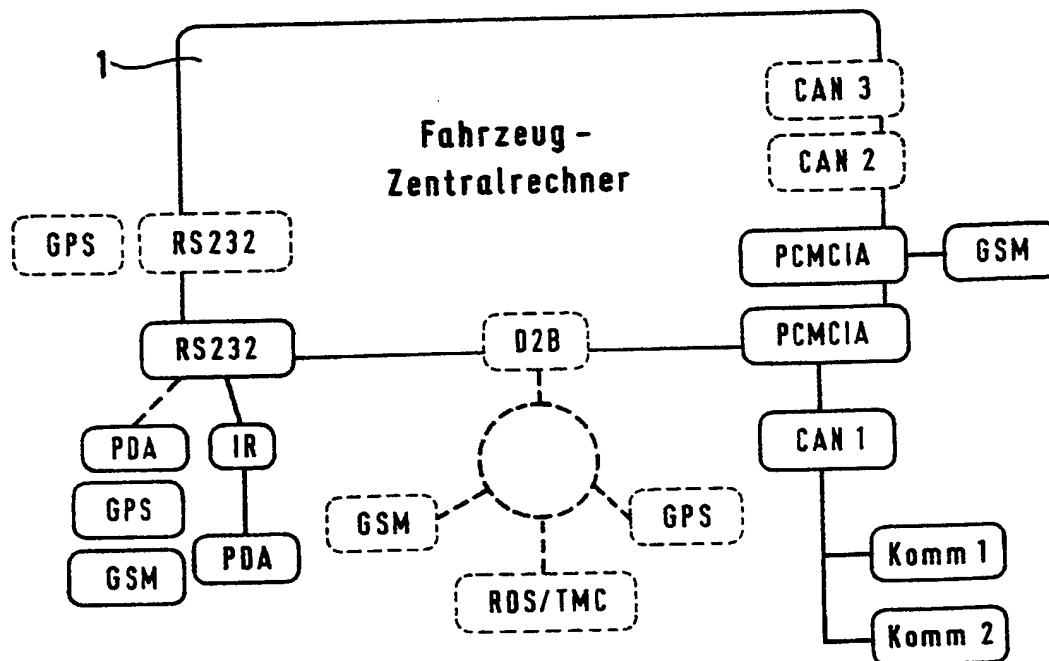 1
CAN 3
Fahrzeug-
Zentralrechner
CAN 2
GPS
RS232
PCMCIA
GSM
RS232
D2B
PCMCIA
PDA
IR
CAN 1
GPS
GSM
GPS
GSM
PDA
Komm 1
RDS/TMC
Komm 2